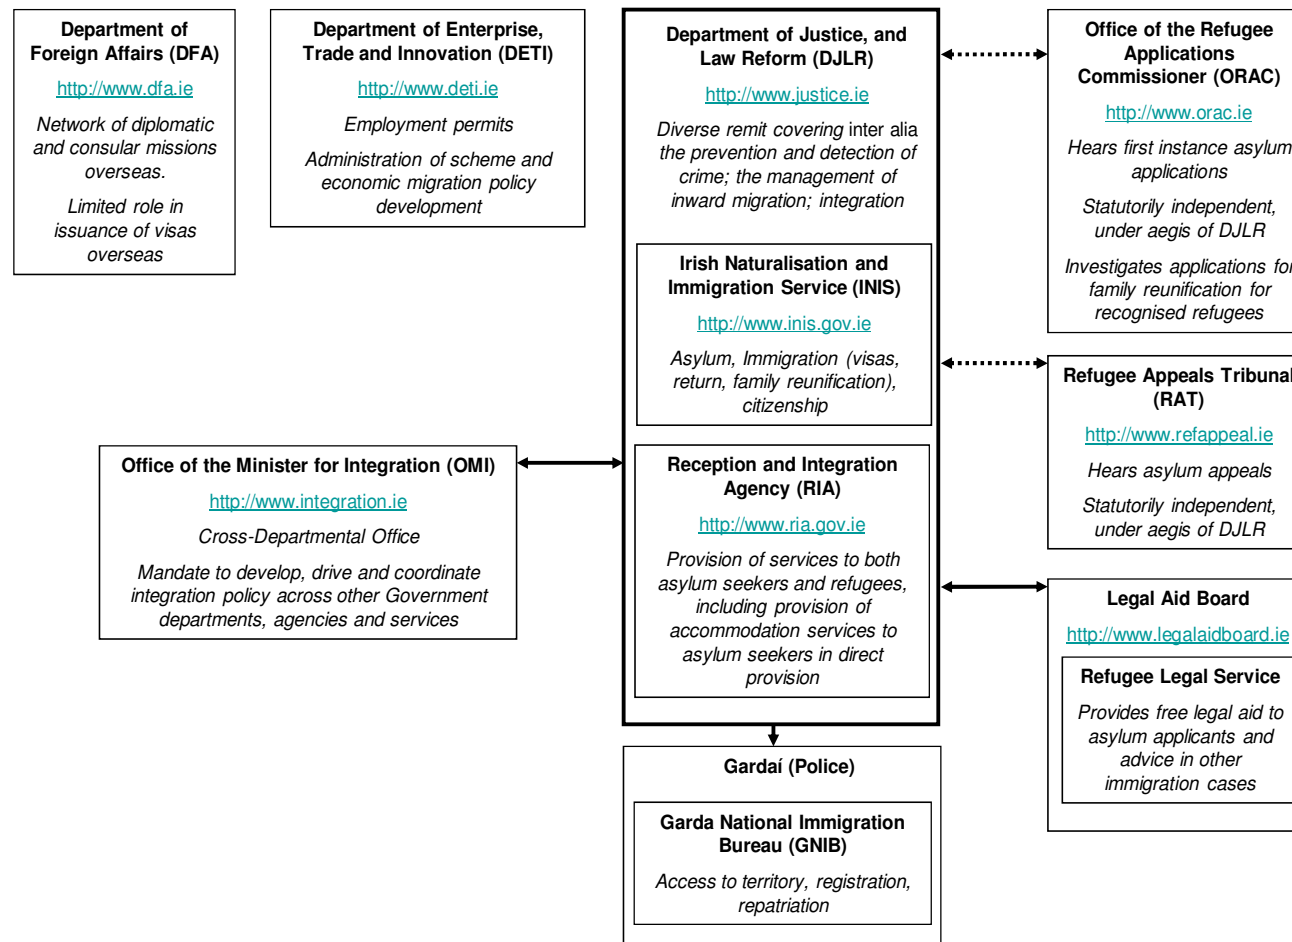 Department of
Foreign Affairs (DFA)
http://www.dfa.ie
Network of diplomatic
and consular missions
overseas.
Limited role in
issuance of visas
overseas
Department of Enterprise,
Trade and Innovation (DETI)
http://www.deti.ie
Employment permits
Administration of scheme and
economic migration policy
development
Department of Justice, and
Law Reform (DJLR)
http://www.justice.ie
Diverse remit covering inter alia
the prevention and detection of
crime; the management of
inward migration; integration
Irish Naturalisation and
Immigration Service (INIS)
http://www.inis.gov.ie
Asylum, Immigration (visas,
return, family reunification),
citizenship
Reception and Integration
Agency (RIA)
http://www.ria.gov.ie
Provision of services to both
asylum seekers and refugees,
including provision of
accommodation services to
asylum seekers in direct
provision
Office of the Refugee
Applications
Commissioner (ORAC)
http://www.orac.ie
Hears first instance asylum
applications
Statutorily independent,
under aegis of DJLR
Investigates applications for
family reunification for
recognised refugees
Refugee Appeals Tribunal
(RAT)
http://www.refappeal.ie
Hears asylum appeals
Statutorily independent,
under aegis of DJLR
Office of the Minister for Integration (OMI)
http://www.integration.ie
Cross-Departmental Office
Mandate to develop, drive and coordinate
integration policy across other Government
departments, agencies and services
Legal Aid Board
http://www.legalaidboard.ie
Refugee Legal Service
Provides free legal aid to
asylum applicants and
advice in other
immigration cases
Gardaí (Police)
Garda National Immigration
Bureau (GNIB)
Access to territory, registration,
repatriation